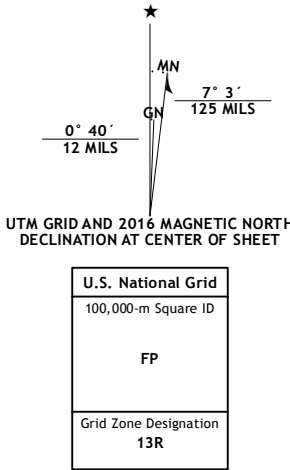 MN
7° 3´
125 MILS
GN
0° 40´
12 MILS
UTM GRID AND 2016 MAGNETIC NORTH
DECLINATION AT CENTER OF SHEET
U.S. National Grid
100,000-m Square ID
FP
Grid Zone Designation
13R